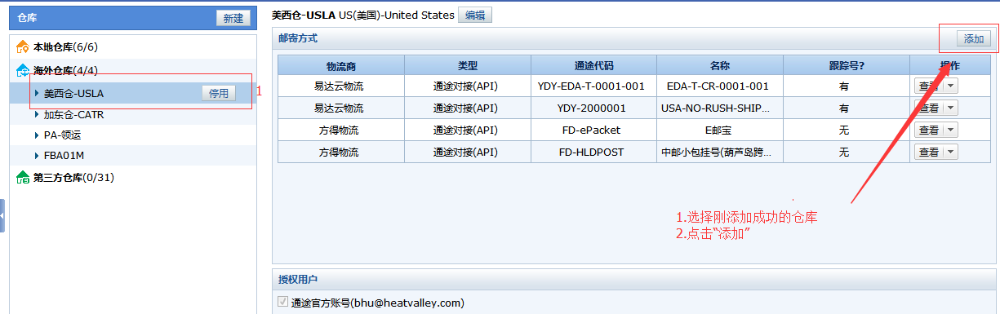 仓库 新建
本地仓库(6/6)
海外仓库(4/4)
美西仓-USLA 停用 1
加东仓-CATR
PA-领运
FBA01M
第三方仓库(0/31)
美西仓-USLA US(美国)-United States 编辑
邮寄方式 添加
物流商 类型 通途代码 名称 跟踪号? 操作
易达云物流 通途对接(API) YDY-EDA-T-0001-001 EDA-T-CR-0001-001 有 查看
易达云物流 通途对接(API) YDY-2000001 USA-NO-RUSH-SHIP... 有 查看
方得物流 通途对接(API) FD-ePacket E邮宝 无 查看
方得物流 通途对接(API) FD-HLDPOST 中邮小包挂号(葫芦岛跨... 无 查看
1.选择刚添加成功的仓库
2.点击“添加”
授权用户
通途官方账号(bhu@heatvalley.com)